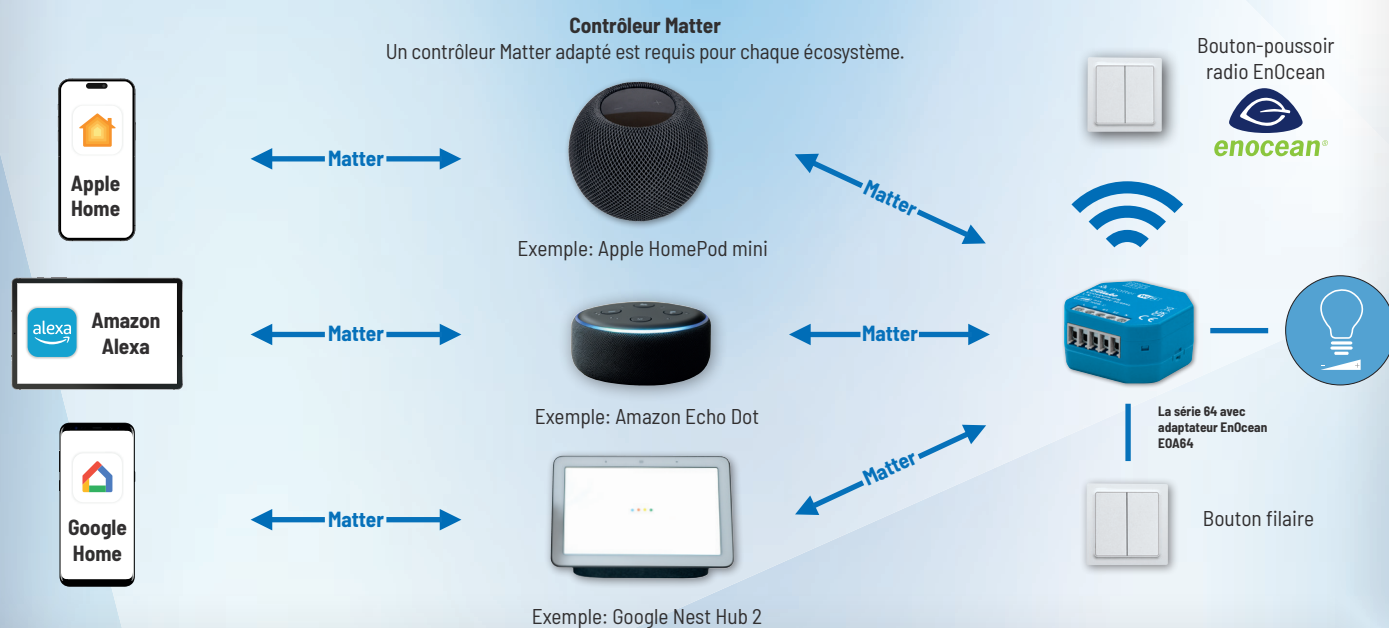 Contrôleur Matter
Un contrôleur Matter adapté est requis pour chaque écosystème.
Apple
Home
Matter
Exemple: Apple HomePod mini
Matter
Bouton-poussoir
radio EnOcean
enocean®
alexa
Amazon
Alexa
Matter
Exemple: Amazon Echo Dot
Matter
La série 64 avec
adaptateur EnOcean
EOA64
Google
Home
Matter
Exemple: Google Nest Hub 2
Matter
Bouton filaire